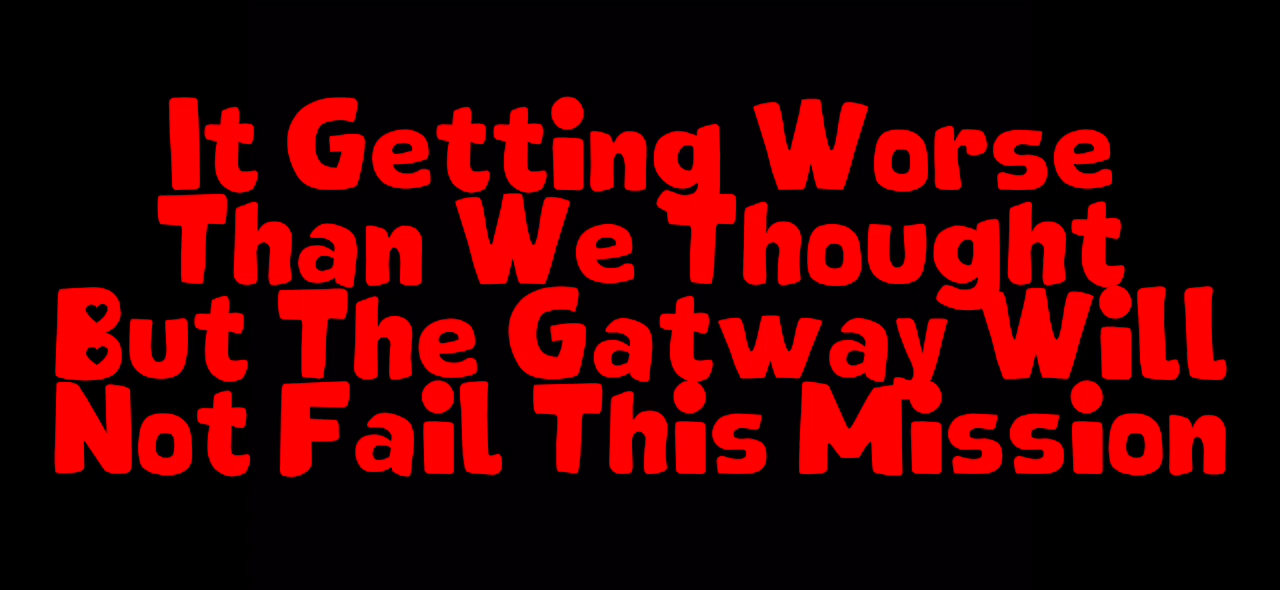 It Getting Worse
Than We Thought
But The Gatway Will
Not Fail This Mission